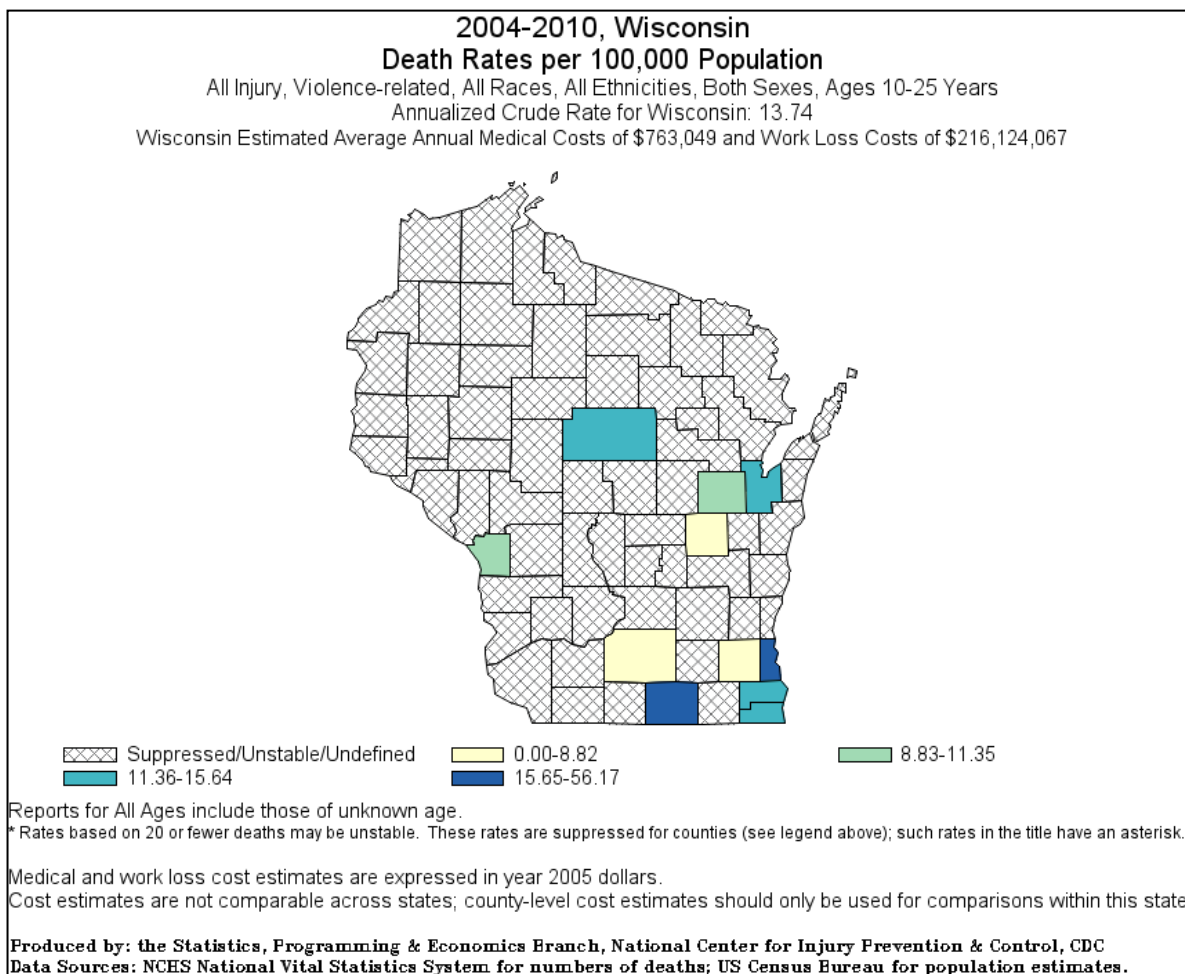 2004-2010, Wisconsin
Death Rates per 100,000 Population
All Injury, Violence-related, All Races, All Ethnicities, Both Sexes, Ages 10-25 Years
Annualized Crude Rate for Wisconsin: 13.74
Wisconsin Estimated Average Annual Medical Costs of $763,049 and Work Loss Costs of $216,124,067
Suppressed/Unstable/Undefined 0.00-8.82 8.83-11.35
11.36-15.64 15.65-56.17
Reports for All Ages include those of unknown age.
* Rates based on 20 or fewer deaths may be unstable. These rates are suppressed for counties (see legend above); such rates in the title have an asterisk.
Medical and work loss cost estimates are expressed in year 2005 dollars.
Cost estimates are not comparable across states; county-level cost estimates should only be used for comparisons within this state
Produced by: the Statistics, Programming & Economics Branch, National Center for Injury Prevention & Control, CDC
Data Sources: NCHS National Vital Statistics System for numbers of deaths; US Census Bureau for population estimates.